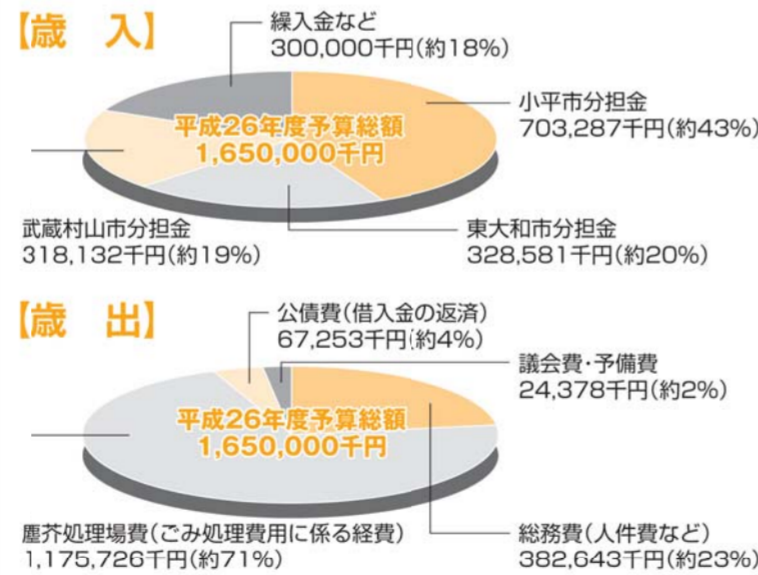 【歳 入】
繰入金など
300,000千円(約18%)
小平市分担金
703,287千円(約43%)
平成26年度予算総額
1,650,000千円
武蔵村山市分担金
318,132千円(約19%)
東大和市分担金
328,581千円(約20%)
【歳 出】
公債費(借入金の返済)
67,253千円(約4%)
議会費・予備費
24,378千円(約2%)
平成26年度予算総額
1,650,000千円
塵芥処理場費(ごみ処理費用に係る経費)
1,175,726千円(約71%)
総務費(人件費など)
382,643千円(約23%)